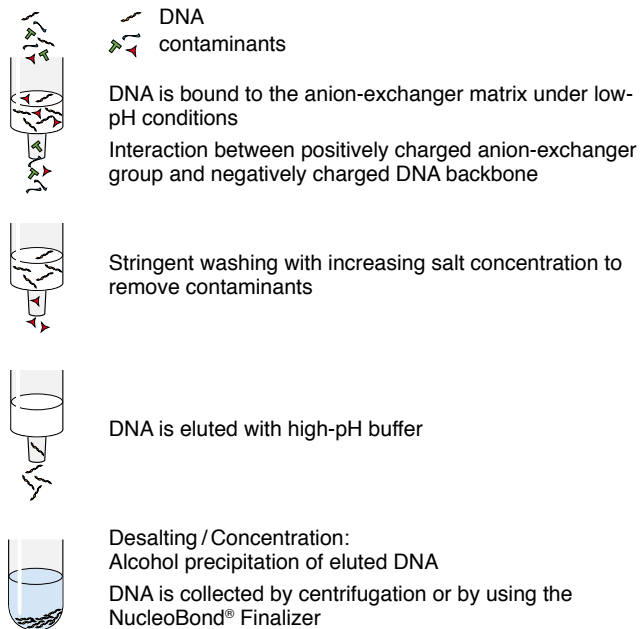 DNA
contaminants
DNA is bound to the anion-exchanger matrix under low-
pH conditions
Interaction between positively charged anion-exchanger
group and negatively charged DNA backbone
Stringent washing with increasing salt concentration to
remove contaminants
DNA is eluted with high-pH buffer
Desalting / Concentration:
Alcohol precipitation of eluted DNA
DNA is collected by centrifugation or by using the
NucleoBond® Finalizer